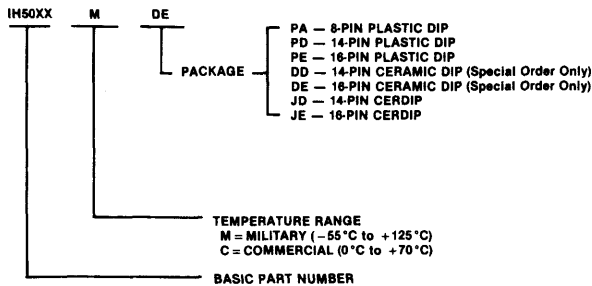 IH50XX M DE
PACKAGE
PA — 8-PIN PLASTIC DIP
PD — 14-PIN PLASTIC DIP
PE — 16-PIN PLASTIC DIP
DD — 14-PIN CERAMIC DIP (Special Order Only)
DE — 16-PIN CERAMIC DIP (Special Order Only)
JD — 14-PIN CERDIP
JE — 16-PIN CERDIP
TEMPERATURE RANGE
M = MILITARY (−55°C to +125°C)
C = COMMERCIAL (0°C to +70°C)
BASIC PART NUMBER